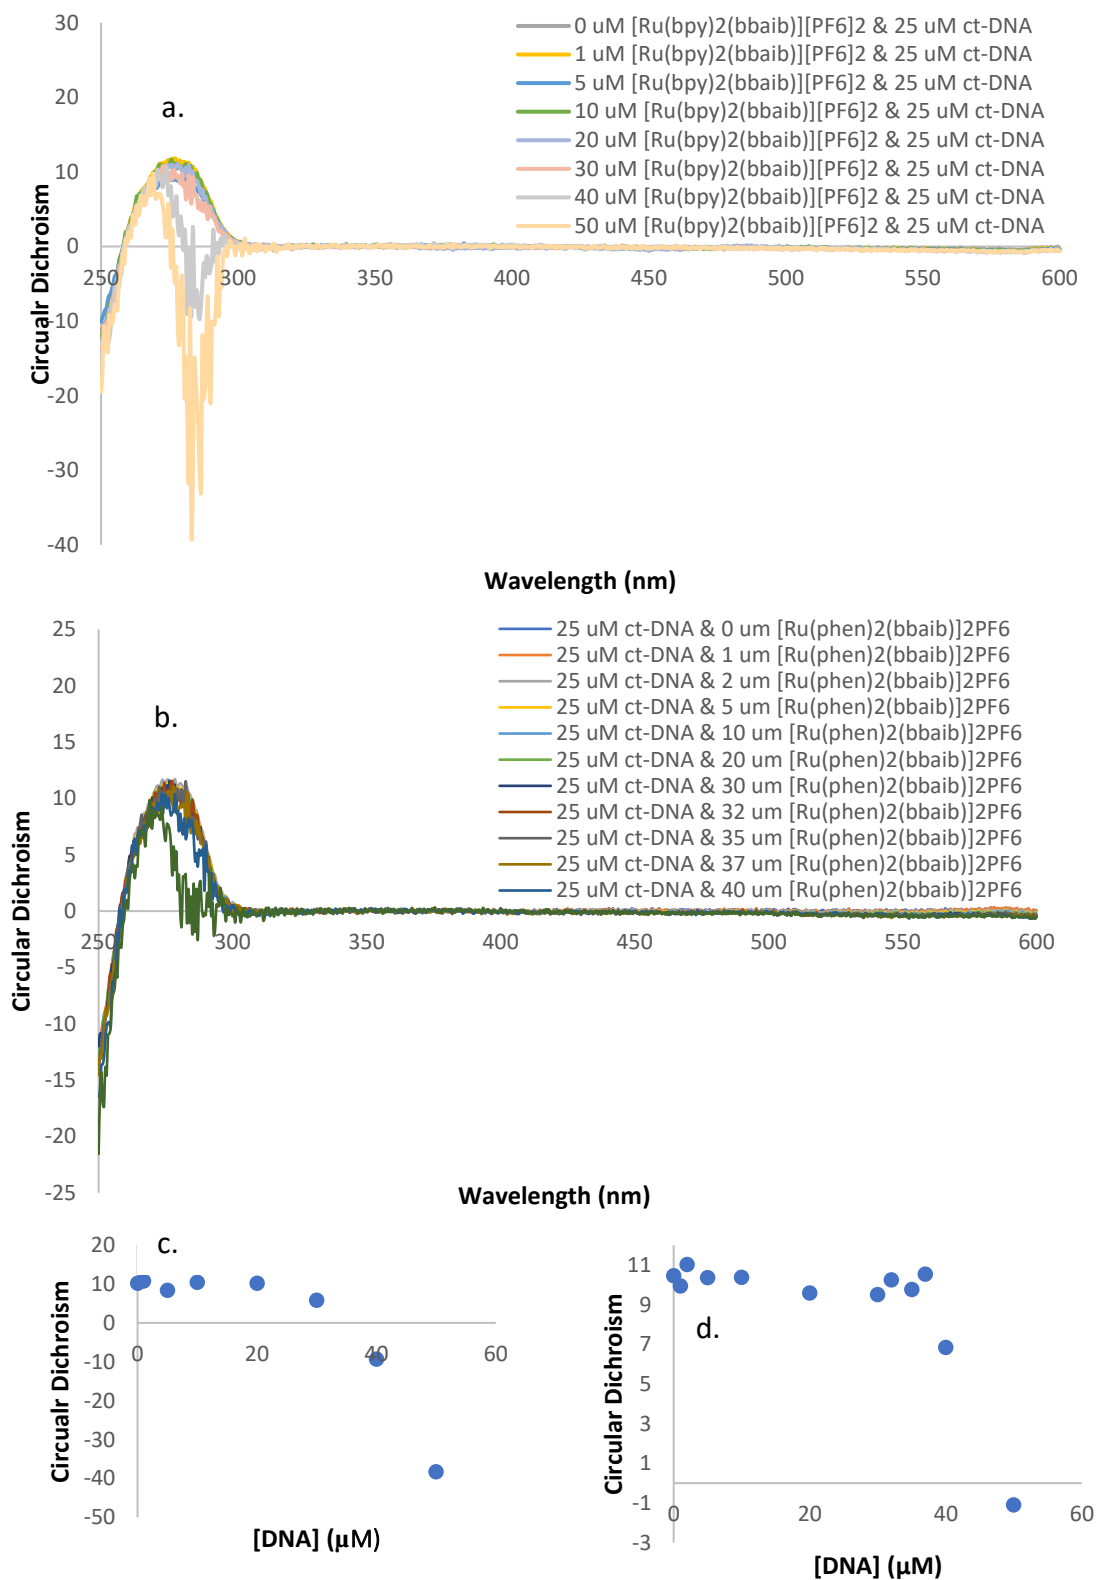 30
20
10
0
-10
-20
-30
-40
250
300
350
400
450
500
550
600
Circualr Dichroism
Wavelength (nm)
a.
0 uM [Ru(bpy)2(bbaib)][PF6]2 & 25 uM ct-DNA
1 uM [Ru(bpy)2(bbaib)][PF6]2 & 25 uM ct-DNA
5 uM [Ru(bpy)2(bbaib)][PF6]2 & 25 uM ct-DNA
10 uM [Ru(bpy)2(bbaib)][PF6]2 & 25 uM ct-DNA
20 uM [Ru(bpy)2(bbaib)][PF6]2 & 25 uM ct-DNA
30 uM [Ru(bpy)2(bbaib)][PF6]2 & 25 uM ct-DNA
40 uM [Ru(bpy)2(bbaib)][PF6]2 & 25 uM ct-DNA
50 uM [Ru(bpy)2(bbaib)][PF6]2 & 25 uM ct-DNA
25
20
15
10
5
0
-5
-10
-15
-20
-25
250
300
350
400
450
500
550
600
Circular Dichroism
Wavelength (nm)
b.
25 uM ct-DNA & 0 um [Ru(phen)2(bbaib)]2PF6
25 uM ct-DNA & 1 um [Ru(phen)2(bbaib)]2PF6
25 uM ct-DNA & 2 um [Ru(phen)2(bbaib)]2PF6
25 uM ct-DNA & 5 um [Ru(phen)2(bbaib)]2PF6
25 uM ct-DNA & 10 um [Ru(phen)2(bbaib)]2PF6
25 uM ct-DNA & 20 um [Ru(phen)2(bbaib)]2PF6
25 uM ct-DNA & 30 um [Ru(phen)2(bbaib)]2PF6
25 uM ct-DNA & 32 um [Ru(phen)2(bbaib)]2PF6
25 uM ct-DNA & 35 um [Ru(phen)2(bbaib)]2PF6
25 uM ct-DNA & 37 um [Ru(phen)2(bbaib)]2PF6
25 uM ct-DNA & 40 um [Ru(phen)2(bbaib)]2PF6
c.
20
10
0
-10
-20
-30
-40
-50
0
20
40
60
Circualr Dichroism
[DNA] (µM)
d.
11
9
7
5
3
1
-1
-3
0
20
40
60
Circular Dichroism
[DNA] (µM)